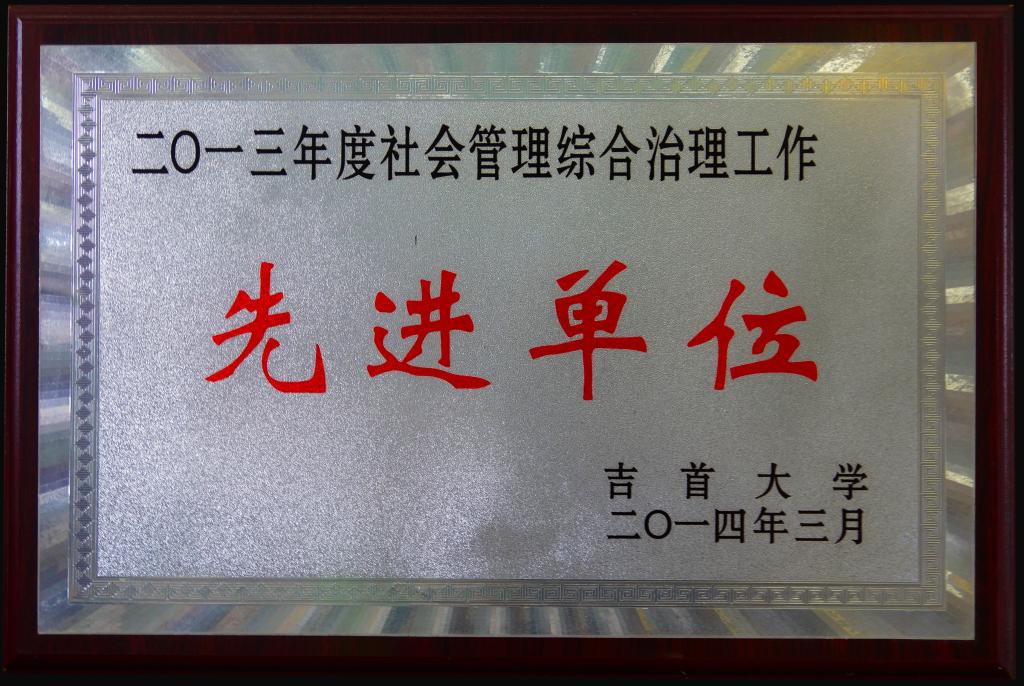 二〇一三年度社会管理综合治理工作
先进单位
吉首大学
二〇一四年三月